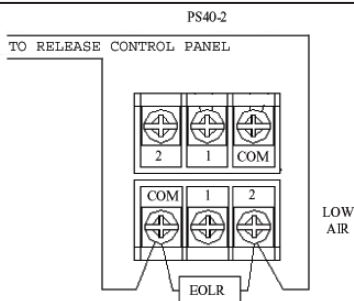 PS40-2
TO RELEASE CONTROL PANEL
2 1 COM
COM 1 2
LOW
AIR
EOLR